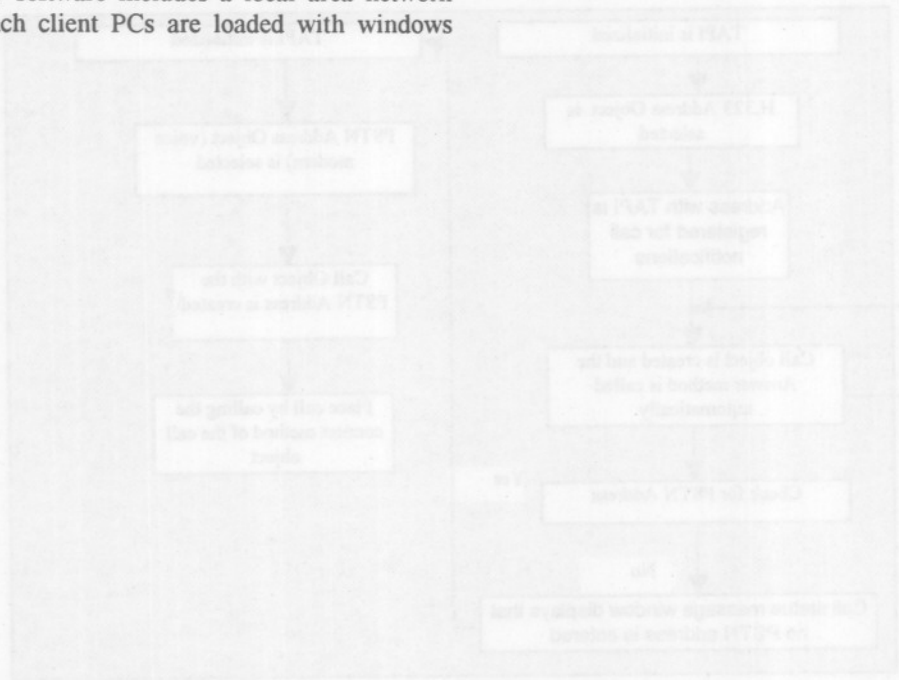 software includes a local area network
ch client PCs are loaded with windows
TAPI is initialized
H.323 Address Object is
selected
Address with TAPI is
registered for call
notifications
Call object is created and the
Answer method is called
automatically
Check for PSTN Address
Yes
No
Call status message window displays that
no PSTN address is entered
PSTN Address Object (voice
modem) is selected
Call Object with the
PSTN Address is created
Place call by calling the
connect method of the call
object